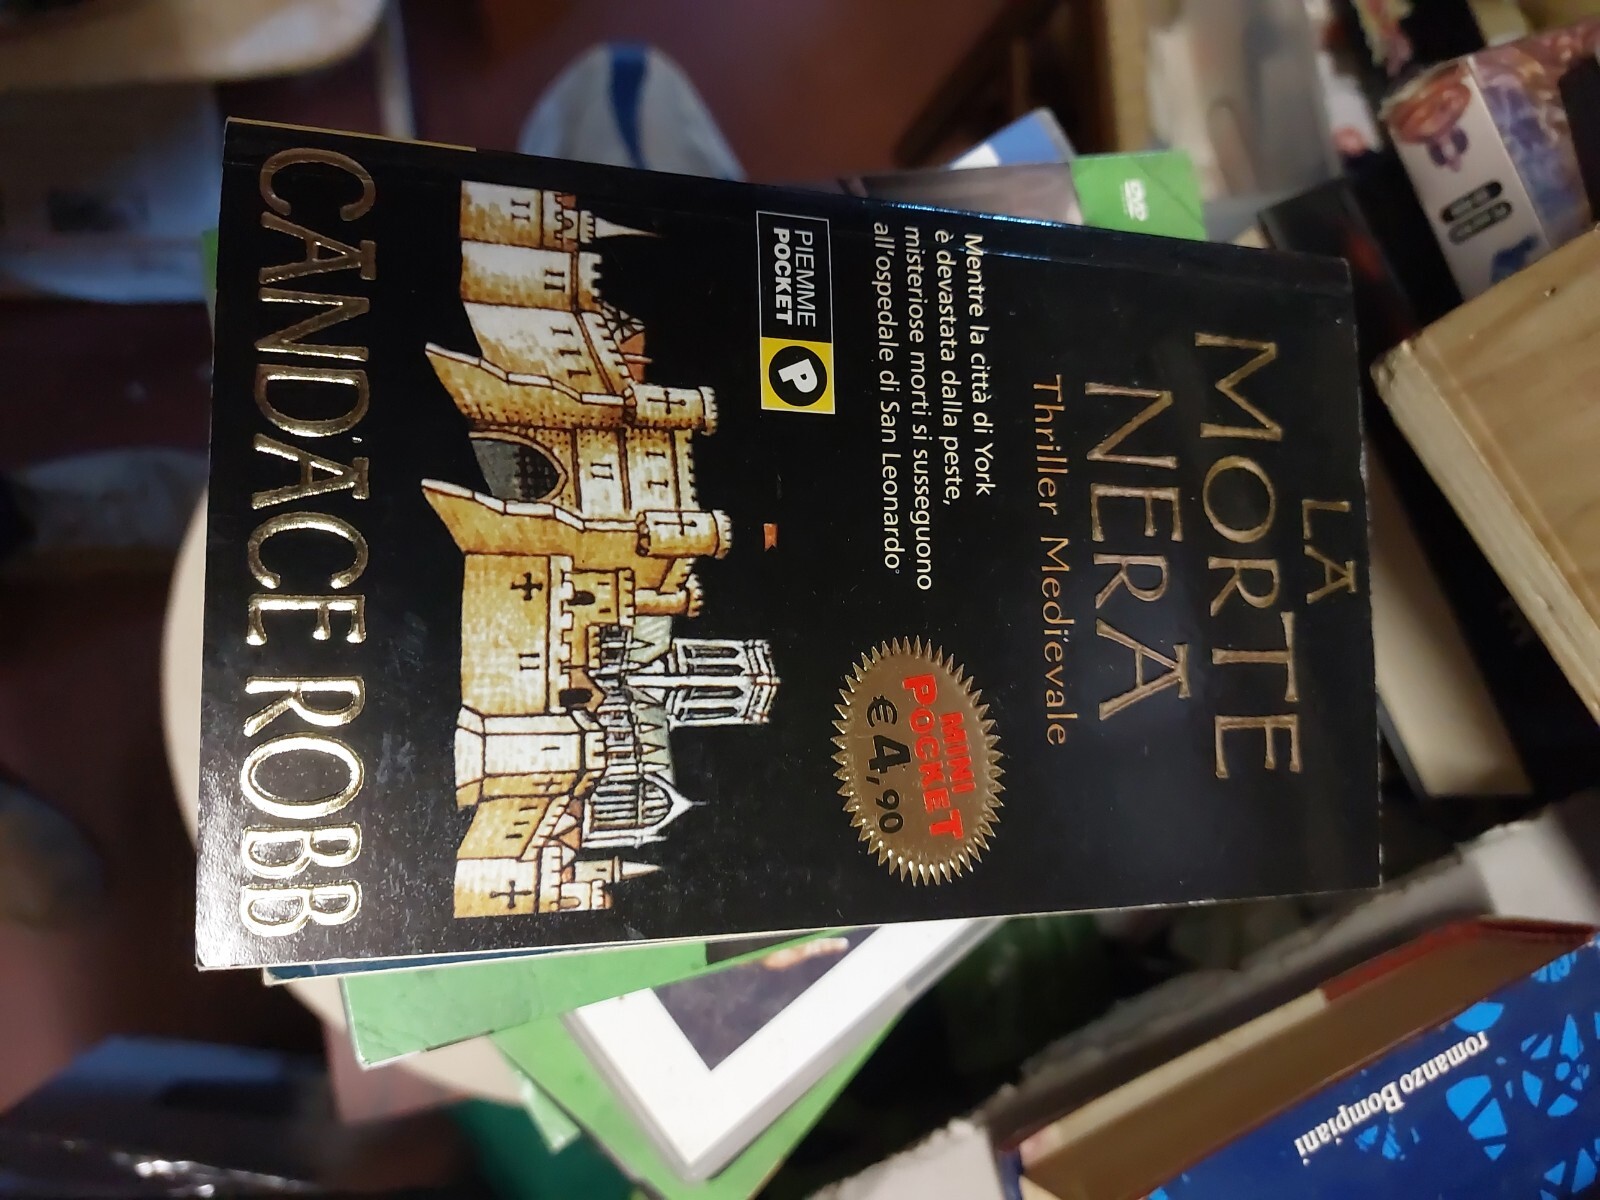 LA
MORTE
NERA
Thriller Medievale
Mentre la città di York
è devastata dalla peste,
misteriose morti si susseguono
all'ospedale di San Leonardo
MINI
POCKET
€ 4,90
PIEMME
POCKET
P
CANDACE ROBB
DVD
romanzo Bompiani